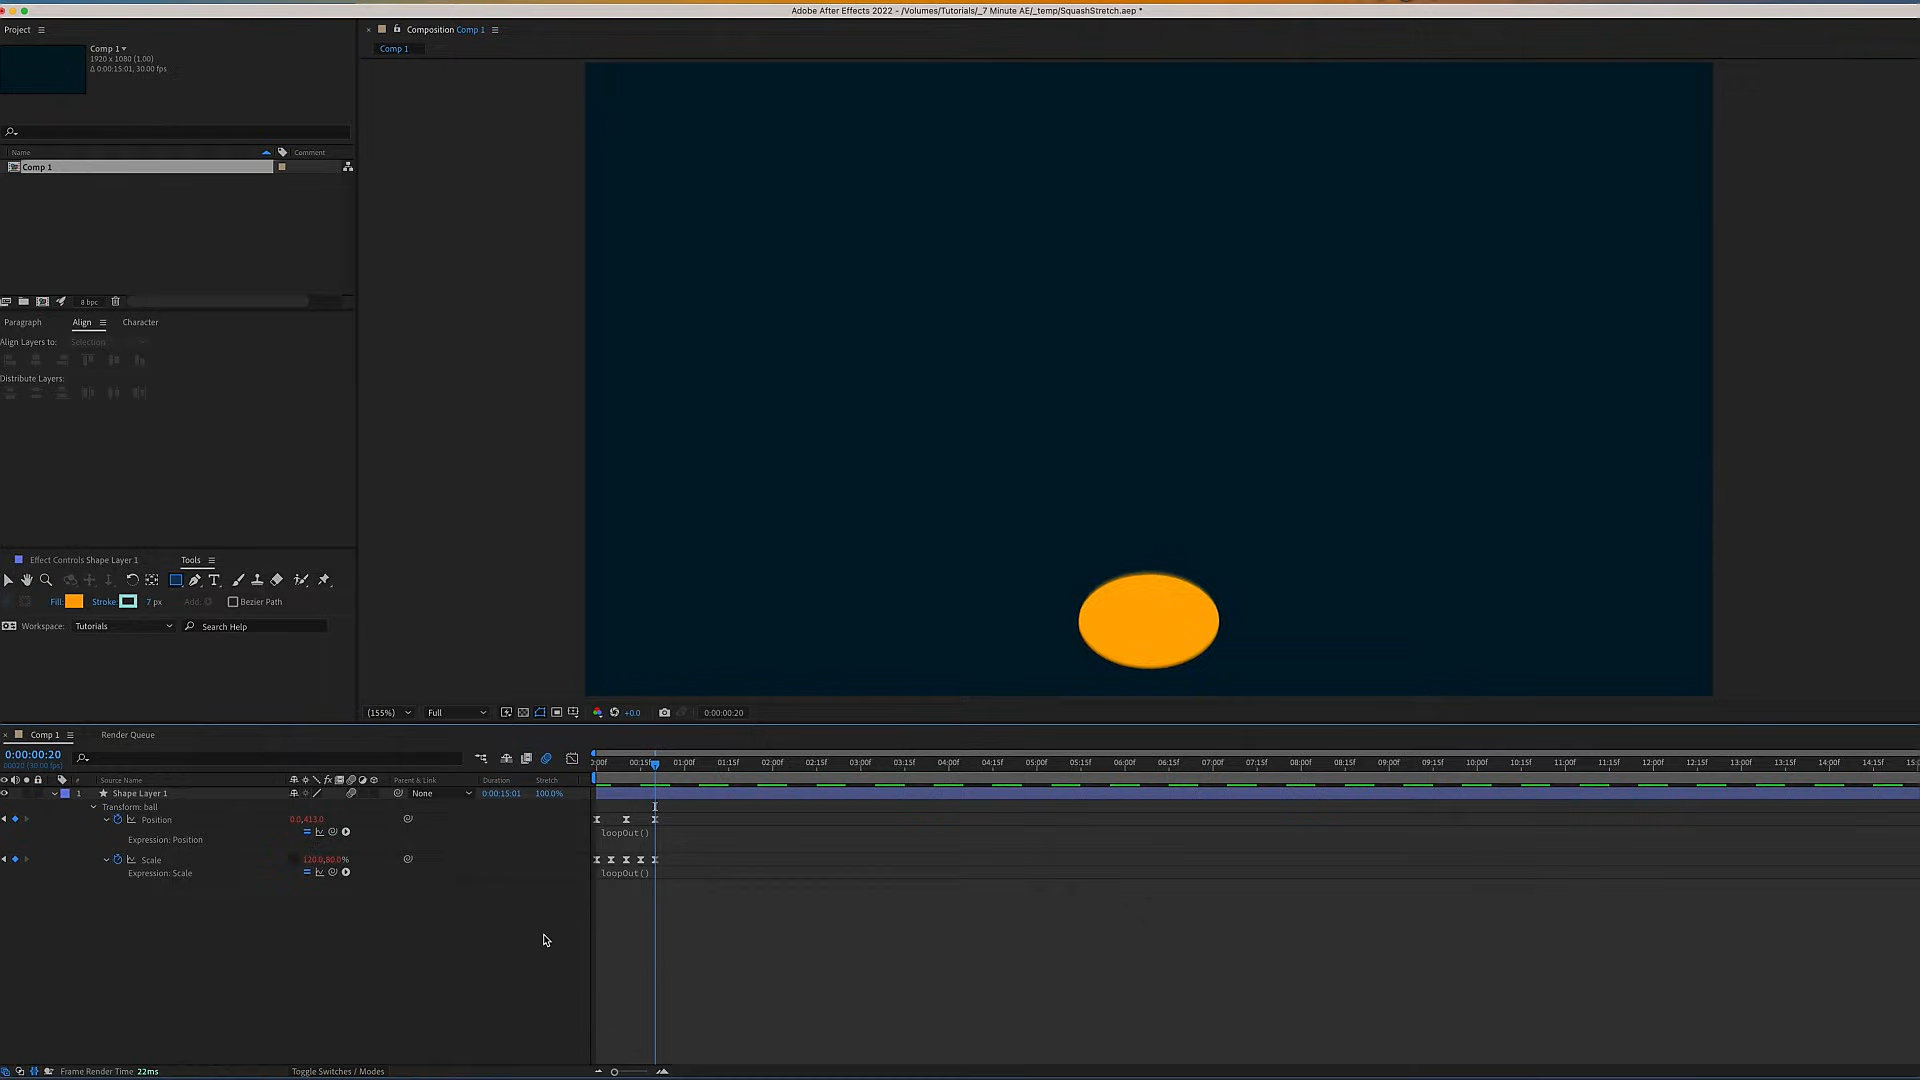 Adobe After Effects 2022 - /Volumes/Tutorials/_7 Minute AE/_temp/SquashStretch.aep *
Project
Composition Comp 1
Comp 1
Comp 1
1920 x 1080 (1.00)
Δ 0:00:15:01, 30.00 fps
Name Comment
Comp 1
8 bpc
Paragraph Align Character
Align Layers to: Selection
Distribute Layers:
Effect Controls Shape Layer 1 Tools
Fill: Stroke: 7 px Add: Bezier Path
Workspace: Tutorials Search Help
(155%) Full +0.0 0:00:00:20
Comp 1 Render Queue
0:00:00:20
00020 (30.00 fps)
:00f 00:15f 01:00f 01:15f 02:00f 02:15f 03:00f 03:15f 04:00f 04:15f 05:00f 05:15f 06:00f 06:15f 07:00f 07:15f 08:00f 08:15f 09:00f 09:15f 10:00f 10:15f 11:00f 11:15f 12:00f 12:15f 13:00f 13:15f 14:00f 14:15f 15:0
# Source Name fx Parent & Link Duration Stretch
1 Shape Layer 1 None 0:00:15:01 100.0%
Transform: ball
Position 0.0,413.0
Expression: Position loopOut()
Scale 120.0,80.0%
Expression: Scale loopOut()
Frame Render Time 22ms Toggle Switches / Modes